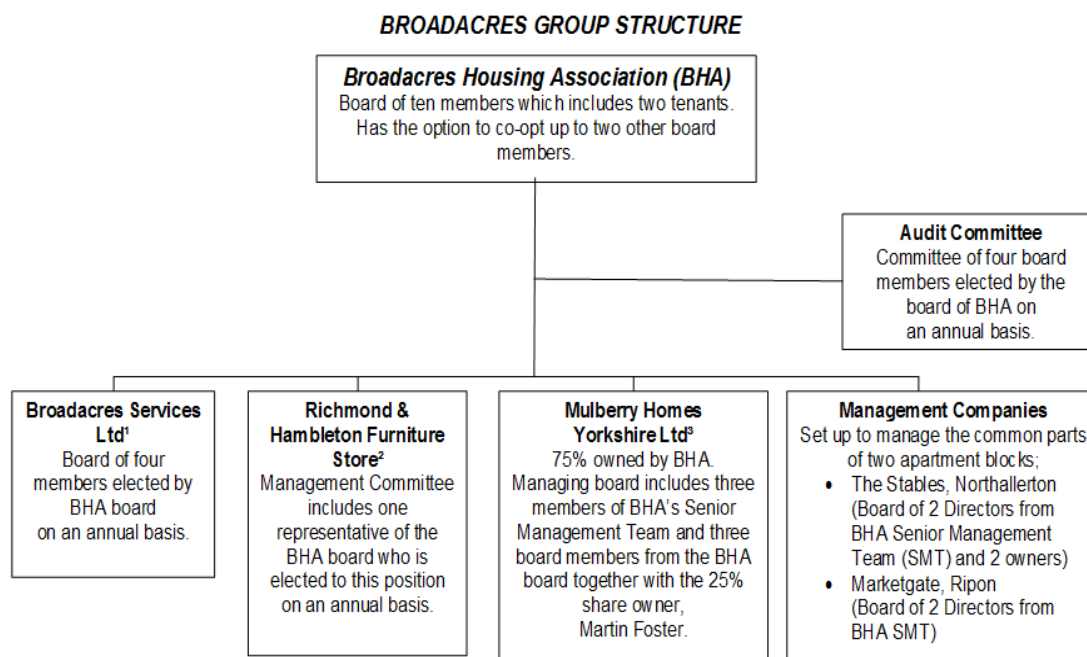 BROADACRES GROUP STRUCTURE
Broadacres Housing Association (BHA)
Board of ten members which includes two tenants.
Has the option to co-opt up to two other board
members.
Audit Committee
Committee of four board
members elected by the
board of BHA on
an annual basis.
Broadacres Services
Ltd¹
Board of four
members elected by
BHA board
on an annual basis.
Richmond &
Hambleton Furniture
Store²
Management Committee
includes one
representative of the
BHA board who is
elected to this position
on an annual basis.
Mulberry Homes
Yorkshire Ltd³
75% owned by BHA.
Managing board includes three
members of BHA's Senior
Management Team and three
board members from the BHA
board together with the 25%
share owner,
Martin Foster.
Management Companies
Set up to manage the common parts
of two apartment blocks;
• The Stables, Northallerton
(Board of 2 Directors from
BHA Senior Management
Team (SMT) and 2 owners)
• Marketgate, Ripon
(Board of 2 Directors from
BHA SMT)